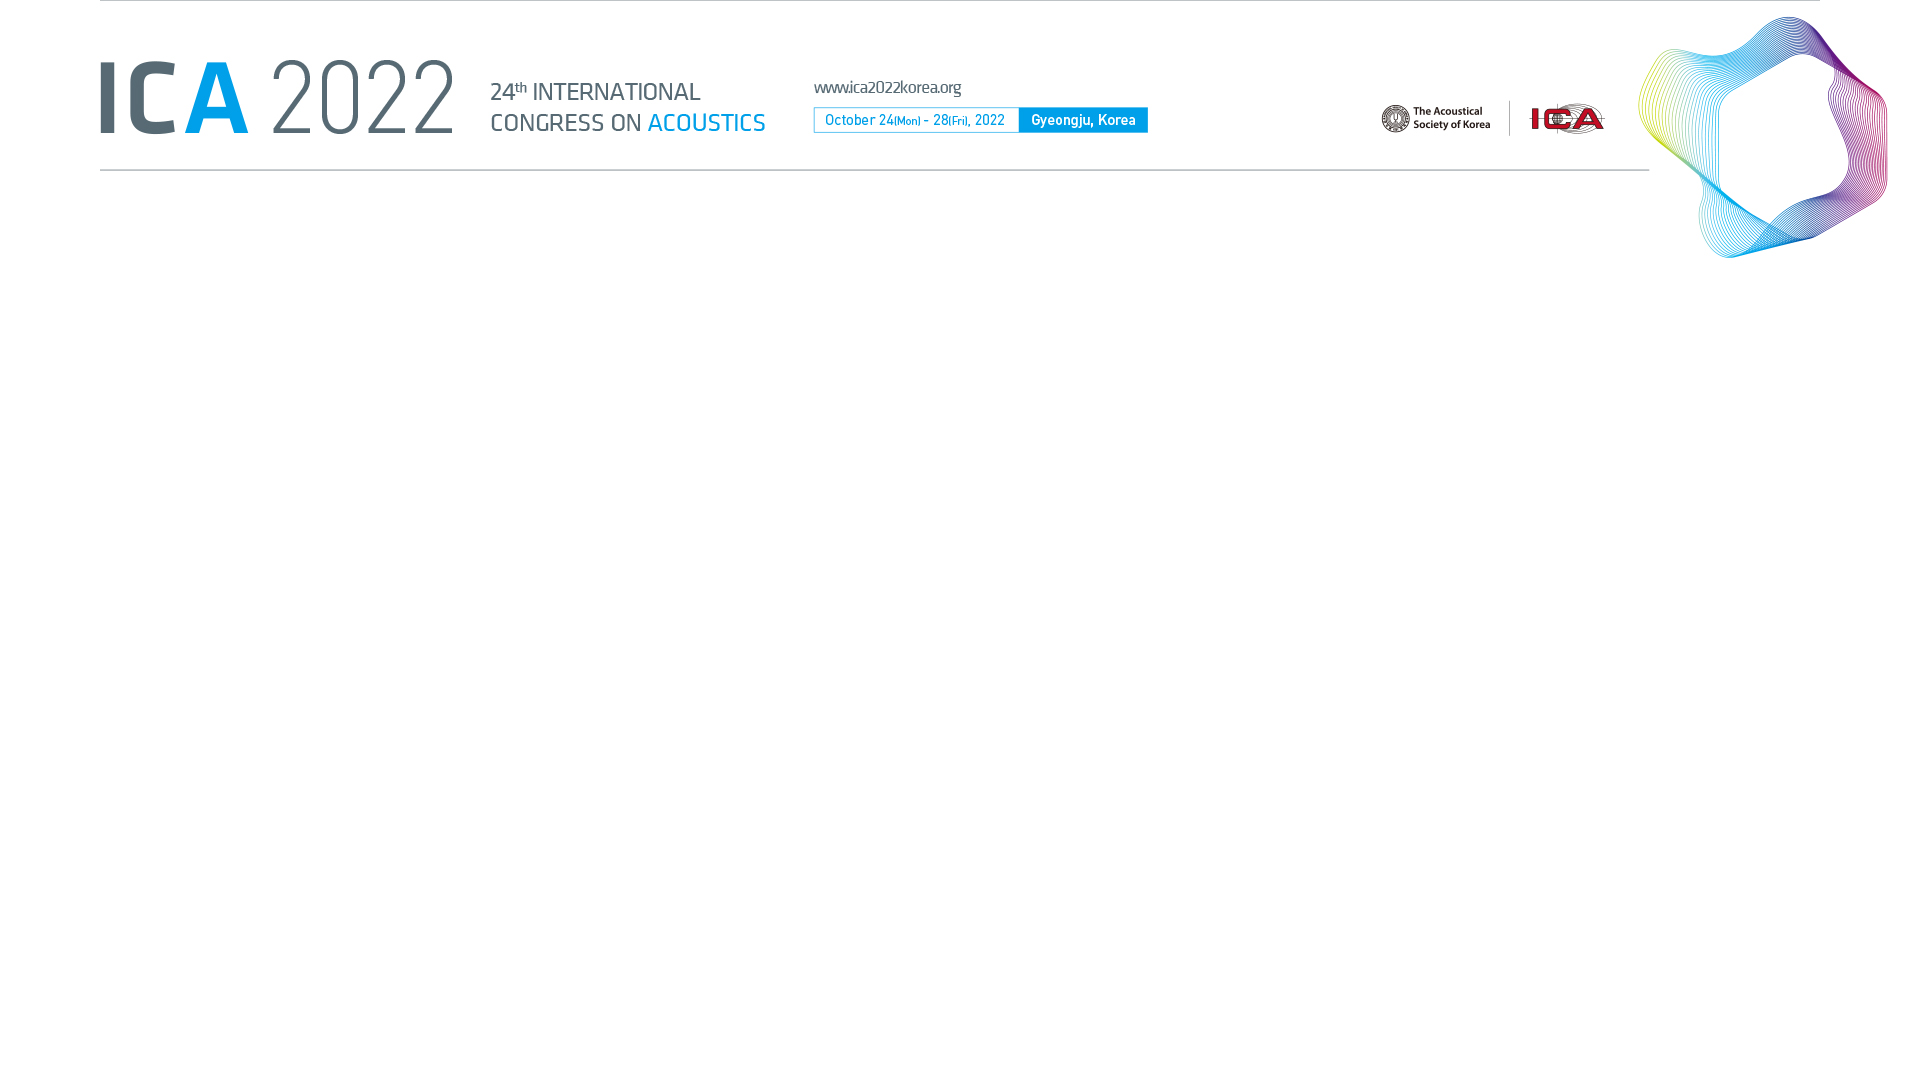 ICA 2022
24th INTERNATIONAL
CONGRESS ON ACOUSTICS
www.ica2022korea.org
October 24(Mon) - 28(Fri), 2022
Gyeongju, Korea
The Acoustical
Society of Korea
ICA